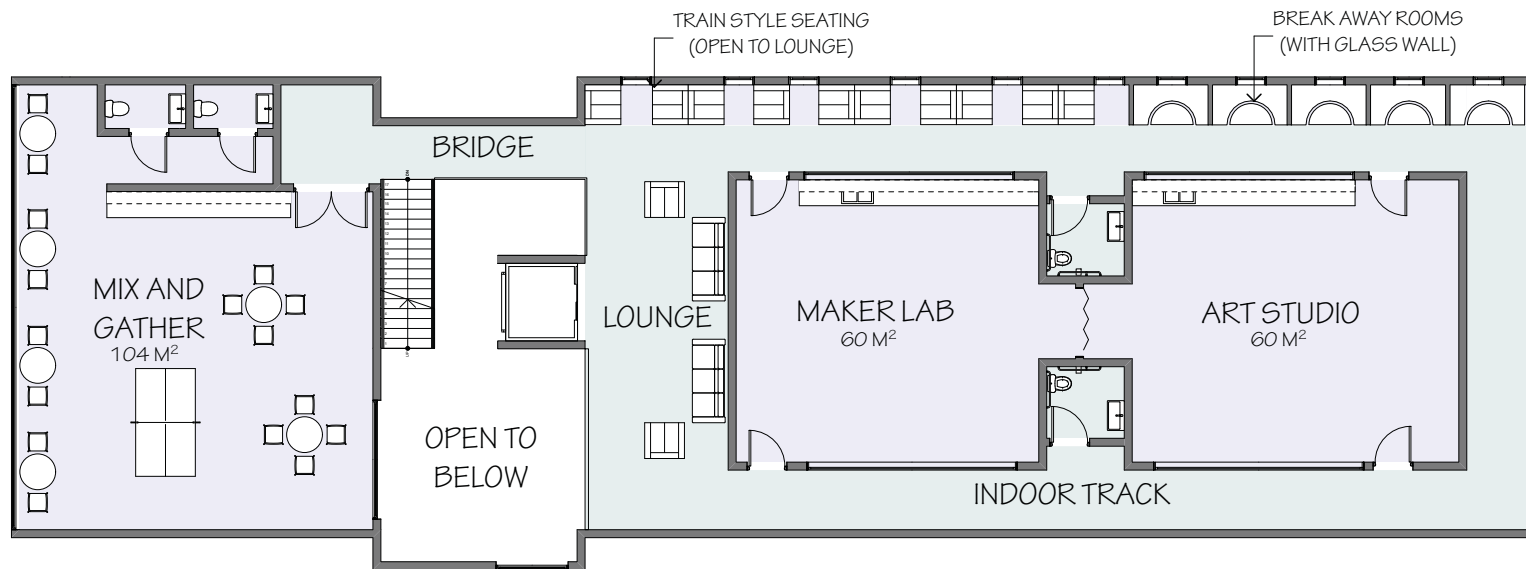 TRAIN STYLE SEATING
(OPEN TO LOUNGE)
BREAK AWAY ROOMS
(WITH GLASS WALL)
BRIDGE
MIX AND
GATHER
104 M²
LOUNGE
MAKER LAB
60 M²
ART STUDIO
60 M²
OPEN TO
BELOW
INDOOR TRACK